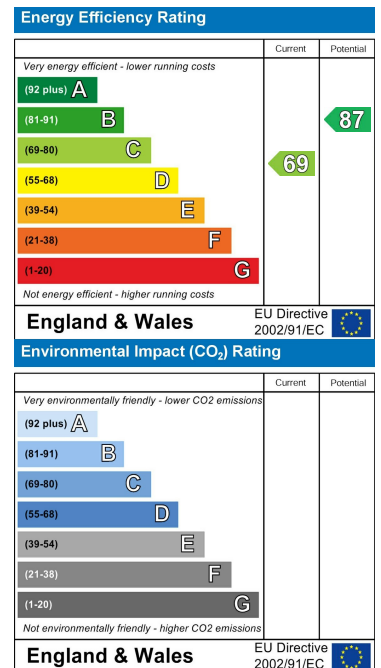 Energy Efficiency Rating
Current Potential
Very energy efficient - lower running costs
(92 plus) A
(81-91) B
87
(69-80) C
69
(55-68) D
(39-54) E
(21-38) F
(1-20) G
Not energy efficient - higher running costs
England & Wales
EU Directive
2002/91/EC
Environmental Impact (CO₂) Rating
Current Potential
Very environmentally friendly - lower CO2 emissions
(92 plus) A
(81-91) B
(69-80) C
(55-68) D
(39-54) E
(21-38) F
(1-20) G
Not environmentally friendly - higher CO2 emissions
England & Wales
EU Directive
2002/91/EC